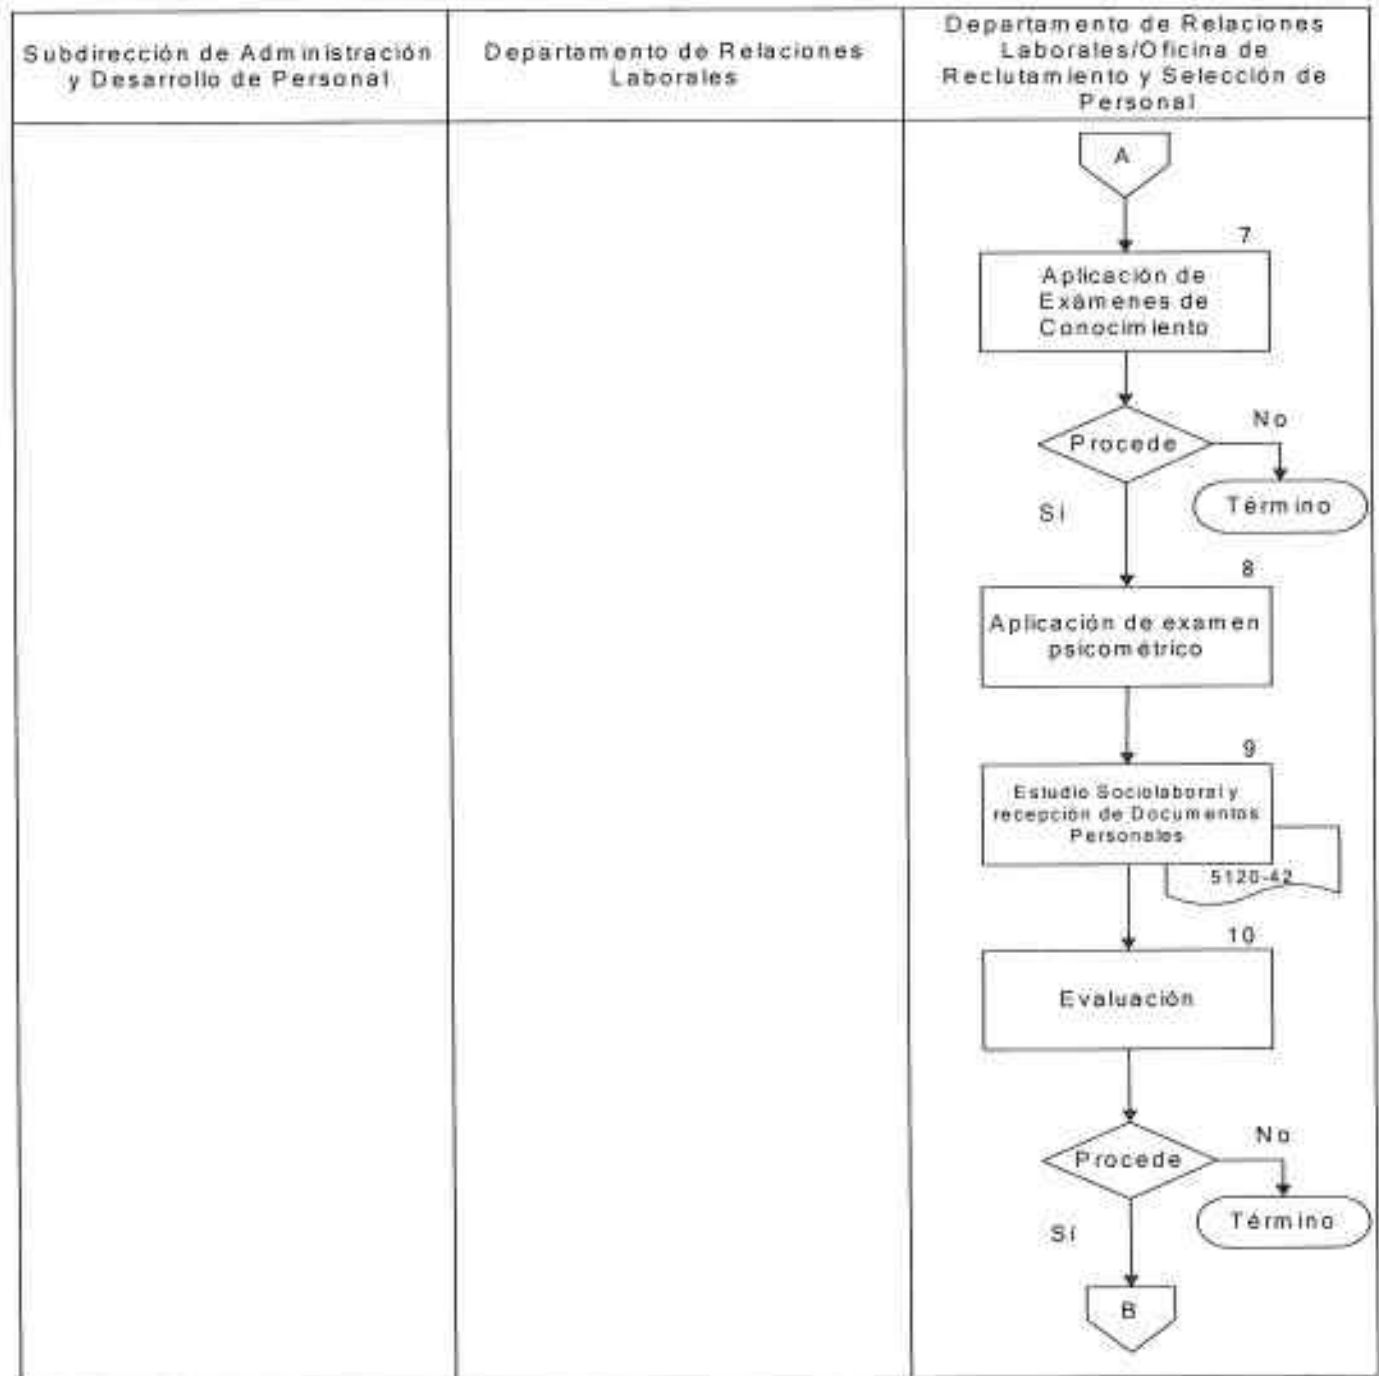 Subdirección de Administración
y Desarrollo de Personal
Departamento de Relaciones
Laborales
Departamento de Relaciones
Laborales/Oficina de
Reclutamiento y Selección de
Personal
A
7
Aplicación de
Exámenes de
Conocimiento
Procede
No
Término
Sí
8
Aplicación de examen
psicométrico
9
Estudio Sociolaboral y
recepción de Documentos
Personales
5120-42
10
Evaluación
Procede
No
Término
Sí
B